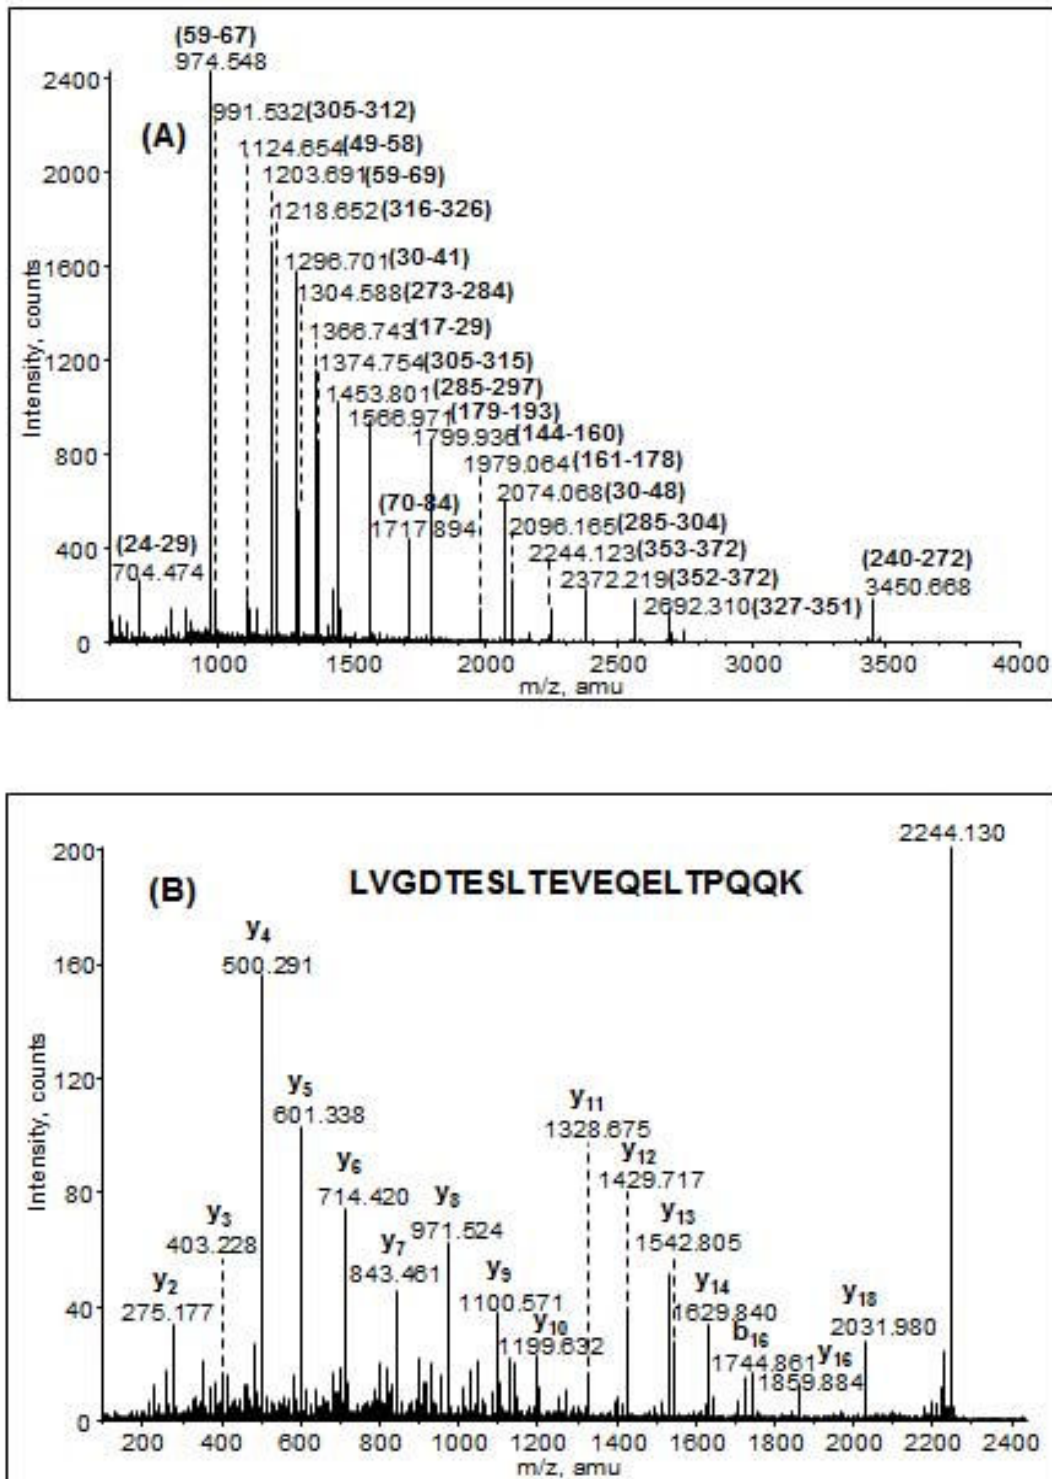 (59-67)
974.548
2400
991.532(305-312)
(A)
1124.654(49-58)
1203.691(59-69)
2000
1218.652(316-326)
1600
1296.701(30-41)
1304.588(273-284)
1366.743(17-29)
1200
1374.754(305-315)
1453.801(285-297)
1566.971(179-193)
1799.936(144-160)
800
1979.064(161-178)
2074.068(30-48)
(70-84)
1717.894
2096.165(285-304)
2244.123(353-372)
(24-29)
400
704.474
2372.219(352-372)
(240-272)
3450.668
2692.310(327-351)
0
Intensity, counts
1000 1500 2000 2500 3000 3500 4000
m/z, amu
2244.130
200
(B) LVGDTESLTEVEQELTPQQK
y4
500.291
160
120
y5
601.338
y11
1328.675
80
y6
714.420
y8
971.524
y12
1429.717
y3
403.228
y7
843.461
y13
1542.805
y2
275.177
40
y9
1100.571
y10
1199.632
y14
1629.840
b16
1744.861
y16
1859.884
y18
2031.980
0
Intensity, counts
200 400 600 800 1000 1200 1400 1600 1800 2000 2200 2400
m/z, amu